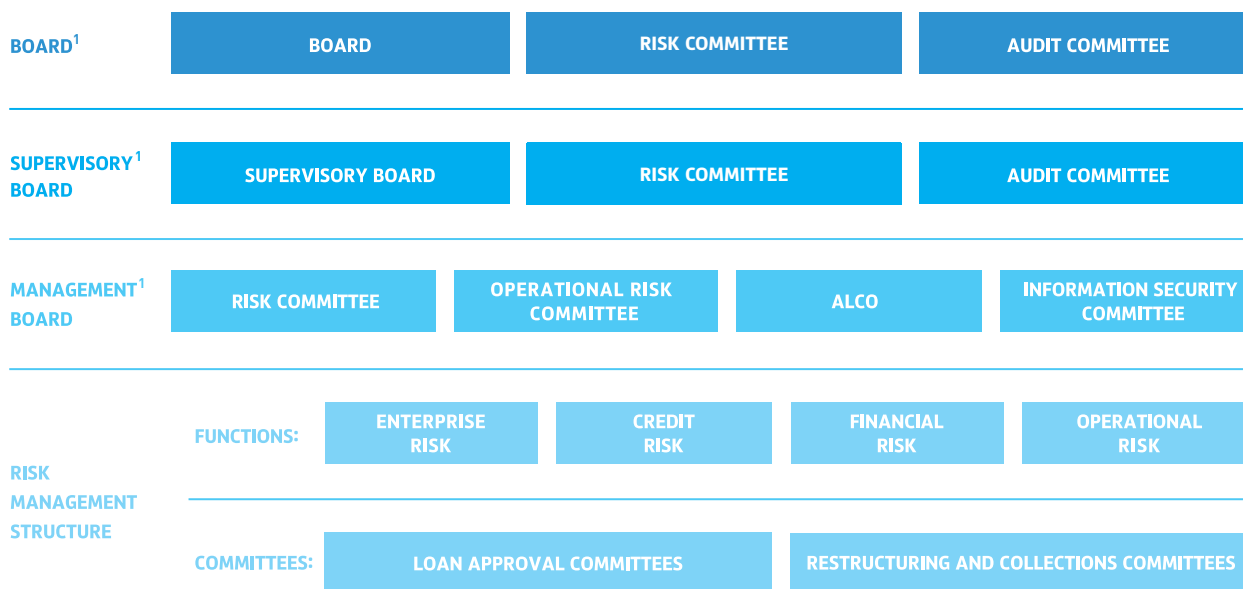 BOARD¹
BOARD
RISK COMMITTEE
AUDIT COMMITTEE
SUPERVISORY¹
BOARD
SUPERVISORY BOARD
RISK COMMITTEE
AUDIT COMMITTEE
MANAGEMENT¹
BOARD
RISK COMMITTEE
OPERATIONAL RISK
COMMITTEE
ALCO
INFORMATION SECURITY
COMMITTEE
RISK
MANAGEMENT
STRUCTURE
FUNCTIONS:
ENTERPRISE
RISK
CREDIT
RISK
FINANCIAL
RISK
OPERATIONAL
RISK
COMMITTEES:
LOAN APPROVAL COMMITTEES
RESTRUCTURING AND COLLECTIONS COMMITTEES